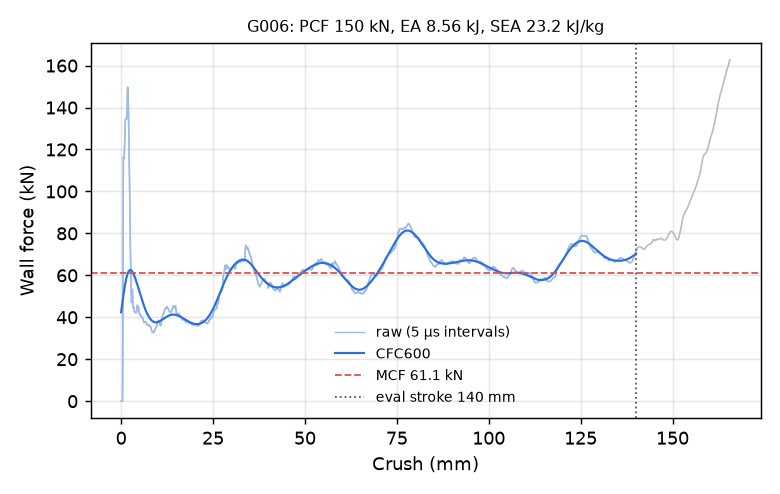 G006: PCF 150 kN, EA 8.56 kJ, SEA 23.2 kJ/kg
Wall force (kN)
160
140
120
100
80
60
40
20
0
raw (5 µs intervals)
CFC600
MCF 61.1 kN
eval stroke 140 mm
0 25 50 75 100 125 150
Crush (mm)